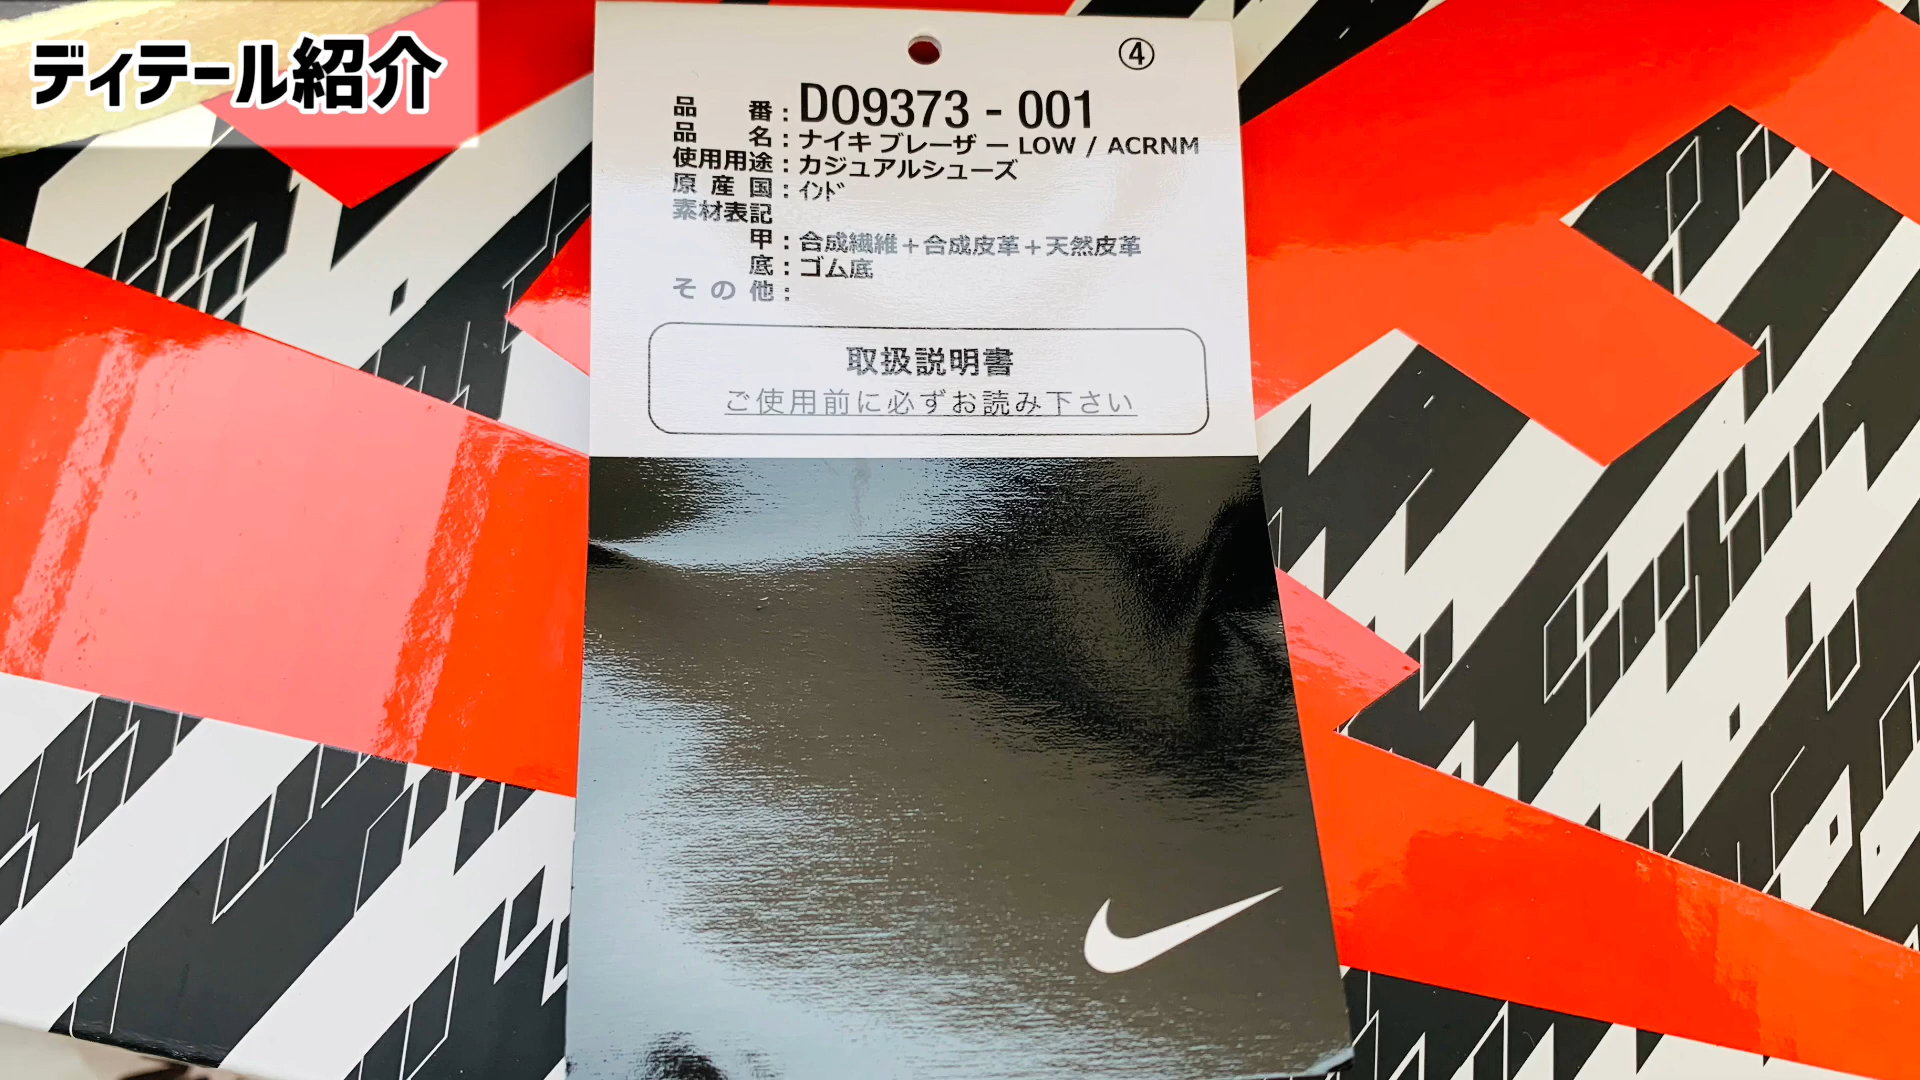 ディテール紹介
④
品番:DO9373-001
品名:ナイキ ブレーザー LOW / ACRNM
使用用途:カジュアルシューズ
原産国:ｲﾝﾄﾞ
素材表記
甲:合成繊維+合成皮革+天然皮革
底:ゴム底
その他:
取扱説明書
ご使用前に必ずお読み下さい